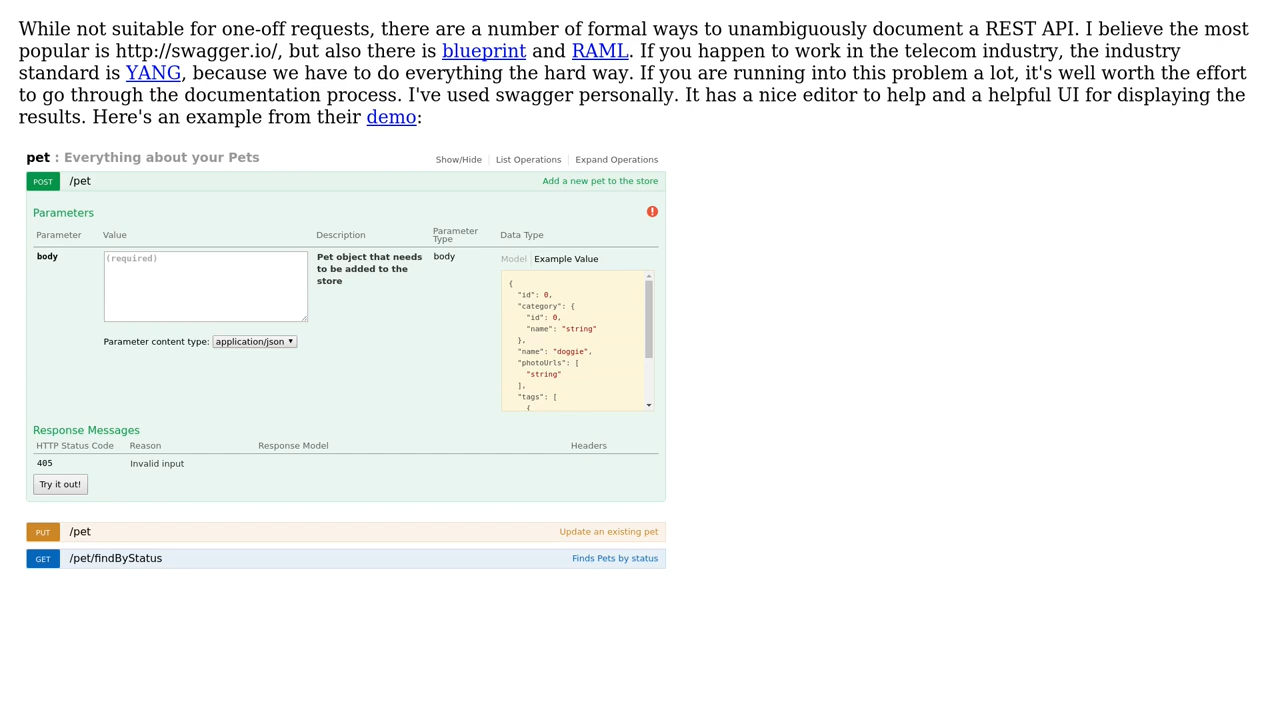 While not suitable for one-off requests, there are a number of formal ways to unambiguously document a REST API. I believe the most
popular is http://swagger.io/, but also there is blueprint and RAML. If you happen to work in the telecom industry, the industry
standard is YANG, because we have to do everything the hard way. If you are running into this problem a lot, it's well worth the effort
to go through the documentation process. I've used swagger personally. It has a nice editor to help and a helpful UI for displaying the
results. Here's an example from their demo:
pet : Everything about your Pets
Show/Hide List Operations Expand Operations
POST /pet Add a new pet to the store
Parameters
Parameter Value Description Parameter Type Data Type
body
(required)
Parameter content type: application/json
Pet object that needs
to be added to the
store
body
Model Example Value
{
"id": 0,
"category": {
"id": 0,
"name": "string"
},
"name": "doggie",
"photoUrls": [
"string"
],
"tags": [
{
Response Messages
HTTP Status Code Reason Response Model Headers
405 Invalid input
Try it out!
PUT /pet Update an existing pet
GET /pet/findByStatus Finds Pets by status